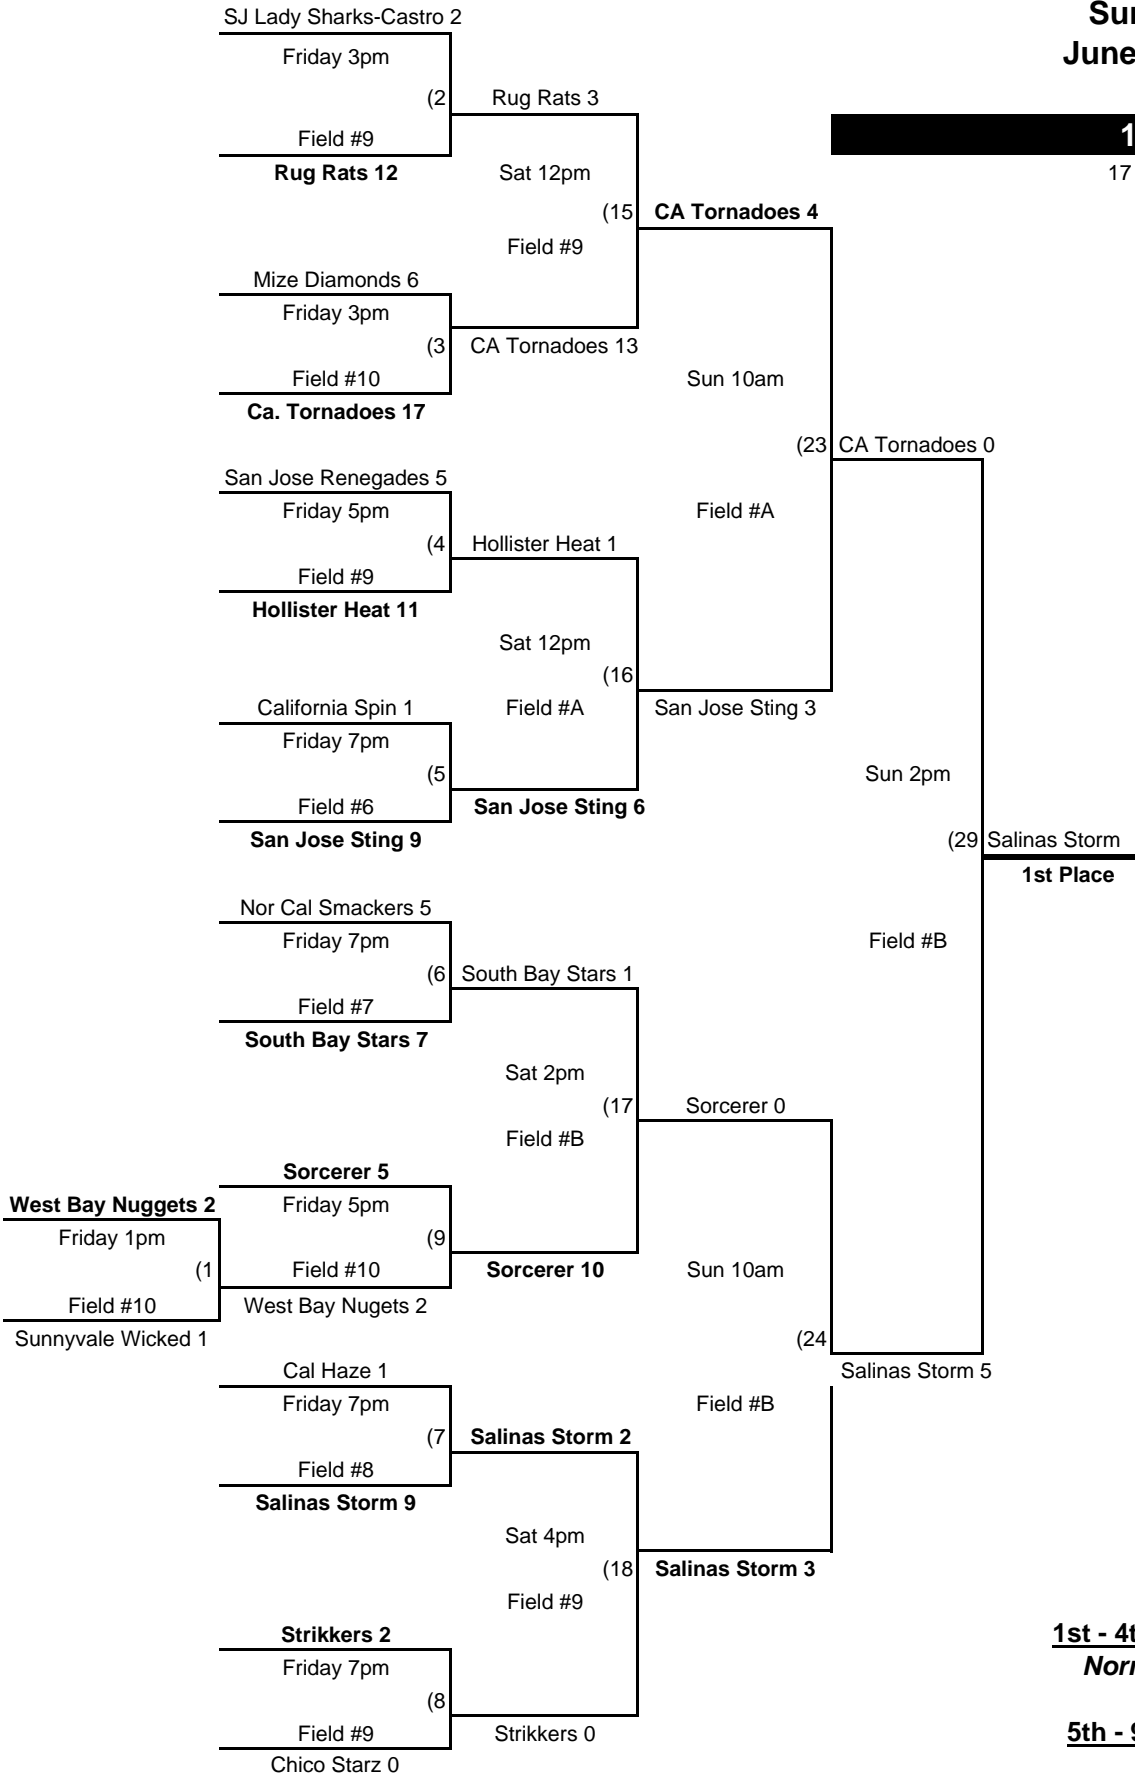 SJ Lady Sharks-Castro 2
Friday 3pm
(2
Field #9
Rug Rats 12
Rug Rats 3
Sat 12pm
(15
Field #9
Mize Diamonds 6
Friday 3pm
(3
Field #10
Ca. Tornadoes 17
CA Tornadoes 13
CA Tornadoes 4
Sun 10am
(23
Field #A
San Jose Renegades 5
Friday 5pm
(4
Field #9
Hollister Heat 11
Hollister Heat 1
Sat 12pm
(16
Field #A
California Spin 1
Friday 7pm
(5
Field #6
San Jose Sting 9
San Jose Sting 6
San Jose Sting 3
CA Tornadoes 0
Sun 2pm
(29
Salinas Storm
1st Place
Field #B
Nor Cal Smackers 5
Friday 7pm
(6
Field #7
South Bay Stars 7
South Bay Stars 1
Sat 2pm
(17
Field #B
West Bay Nuggets 2
Friday 1pm
(1
Field #10
Sunnyvale Wicked 1
Sorcerer 5
Friday 5pm
(9
Field #10
West Bay Nugets 2
Sorcerer 10
Sorcerer 0
Sun 10am
(24
Field #B
Salinas Storm 5
Cal Haze 1
Friday 7pm
(7
Field #8
Salinas Storm 9
Salinas Storm 2
Sat 4pm
(18
Field #9
Salinas Storm 3
Strikkers 2
Friday 7pm
(8
Field #9
Chico Starz 0
Strikkers 0
June
1
17
1st -
5th -